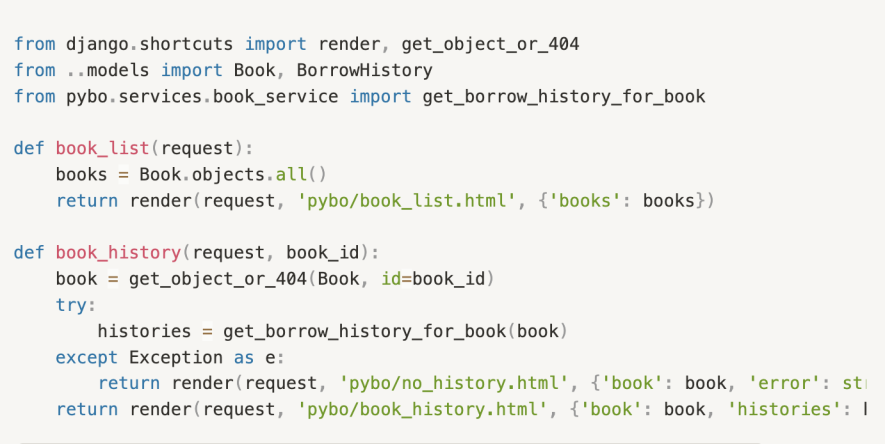 from django.shortcuts import render, get_object_or_404
from ..models import Book, BorrowHistory
from pybo.services.book_service import get_borrow_history_for_book
def book_list(request):
    books = Book.objects.all()
    return render(request, 'pybo/book_list.html', {'books': books})
def book_history(request, book_id):
    book = get_object_or_404(Book, id=book_id)
    try:
        histories = get_borrow_history_for_book(book)
    except Exception as e:
        return render(request, 'pybo/no_history.html', {'book': book, 'error': st
    return render(request, 'pybo/book_history.html', {'book': book, 'histories':